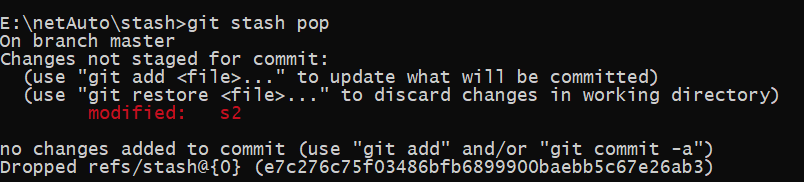 E:\netAuto\stash>git stash pop
On branch master
Changes not staged for commit:
  (use "git add <file>..." to update what will be committed)
  (use "git restore <file>..." to discard changes in working directory)
        modified:   s2

no changes added to commit (use "git add" and/or "git commit -a")
Dropped refs/stash@{0} (e7c276c75f03486bfb6899900baebb5c67e26ab3)